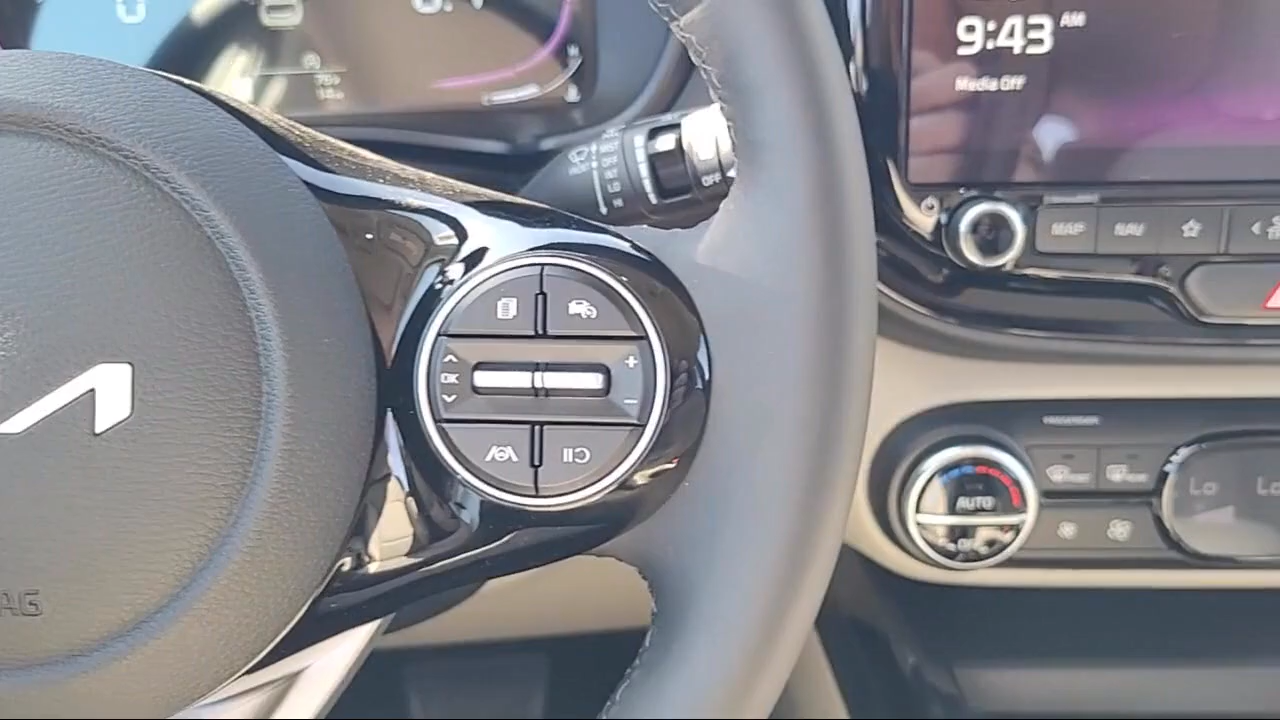 9:43 AM
Media Off
MIST
OFF
INT
LO
HI
OFF
MAP NAV
OK
+
-
PASSENGER
AUTO
OFF
Lo Lo
AG